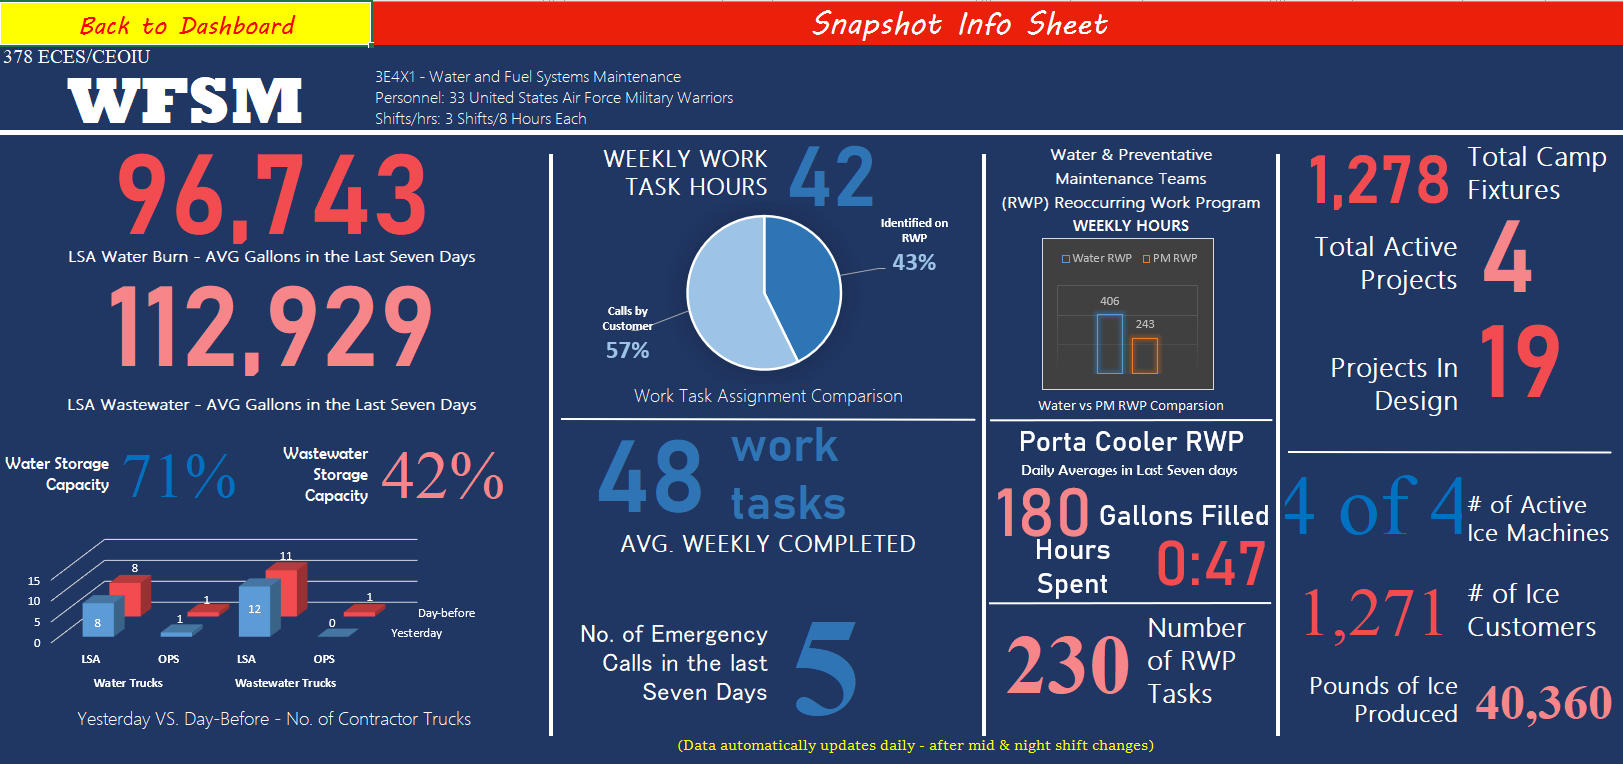 Back to Dashboard
Snapshot Info Sheet
378 ECES/CEOIU
WFSM
3E4X1 - Water and Fuel Systems Maintenance
Personnel: 33 United States Air Force Military Warriors
Shifts/hrs: 3 Shifts/8 Hours Each
96,743
LSA Water Burn - AVG Gallons in the Last Seven Days
112,929
LSA Wastewater - AVG Gallons in the Last Seven Days
Water Storage
Capacity
71%
Wastewater
Storage
Capacity
42%
15
10
5
0
8
8
1
1
12
11
0
1
Day-before
Yesterday
LSA
OPS
LSA
OPS
Water Trucks
Wastewater Trucks
Yesterday VS. Day-Before - No. of Contractor Trucks
WEEKLY WORK
TASK HOURS
42
Identified on
RWP
43%
Calls by
Customer
57%
Work Task Assignment Comparison
48
work
tasks
AVG. WEEKLY COMPLETED
No. of Emergency
Calls in the last
Seven Days
5
Water & Preventative
Maintenance Teams
(RWP) Reoccurring Work Program
WEEKLY HOURS
Water RWP
PM RWP
406
243
Water vs PM RWP Comparsion
Porta Cooler RWP
Daily Averages in Last Seven days
180 Gallons Filled
Hours
Spent
0:47
230
Number
of RWP
Tasks
1,278
Total Camp
Fixtures
Total Active
Projects
4
Projects In
Design
19
4 of 4
# of Active
Ice Machines
1,271
# of Ice
Customers
Pounds of Ice
Produced
40,360
(Data automatically updates daily - after mid & night shift changes)